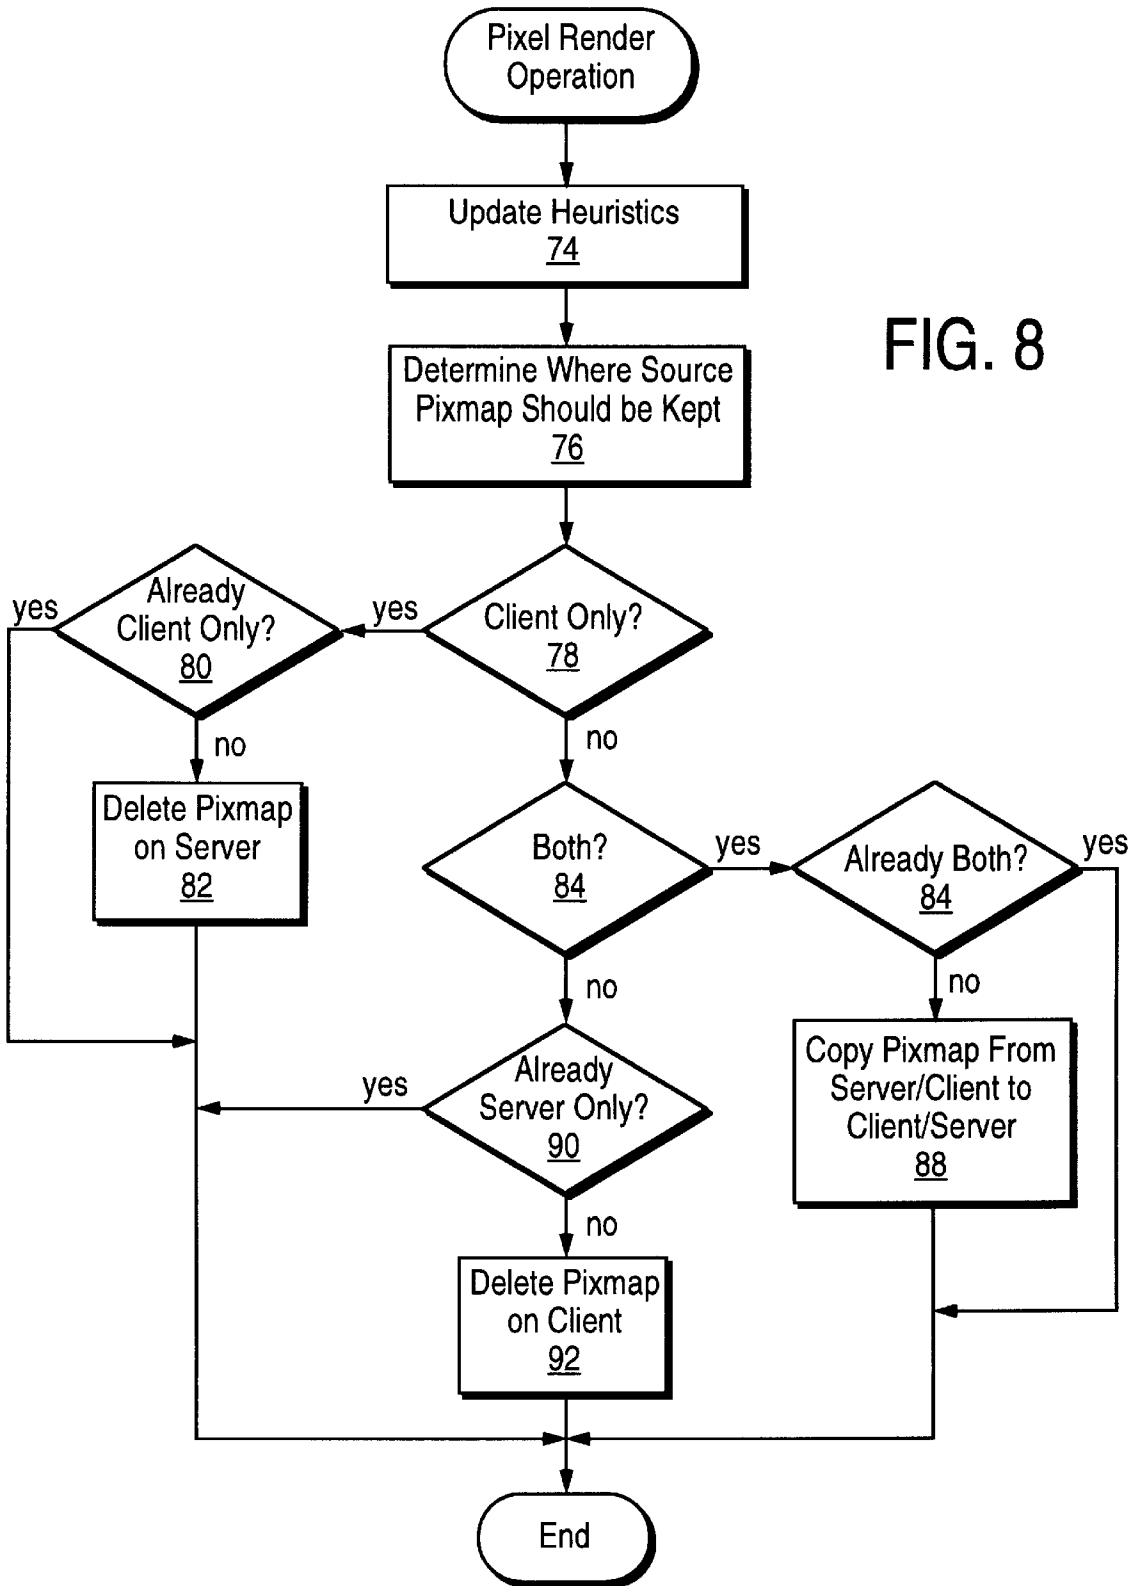 Pixel Render
Operation
Update Heuristics
74
FIG. 8
Determine Where Source
Pixmap Should be Kept
76
Client Only?
78
yes
Already
Client Only?
80
yes
no
Delete Pixmap
on Server
82
no
Both?
84
yes
Already Both?
84
yes
no
Copy Pixmap From
Server/Client to
Client/Server
88
no
Already
Server Only?
90
yes
no
Delete Pixmap
on Client
92
End